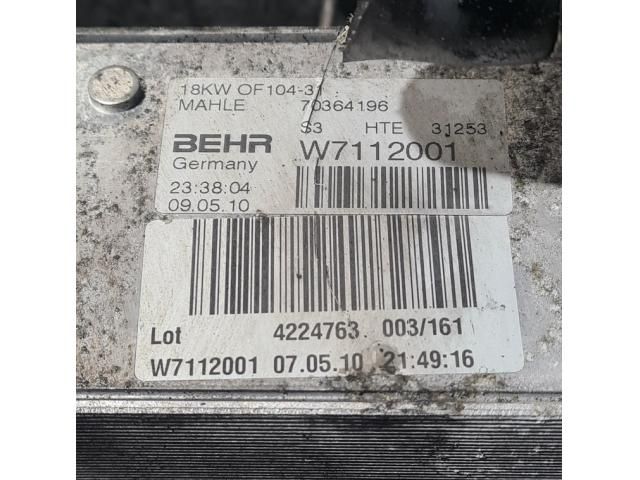 18KW OF104-31
MAHLE 70364196
S3 HTE 31253
BEHR W7112001
Germany
23:38:04
09.05.10
Lot 4224763 003/161
W7112001 07.05.10 21:49:16